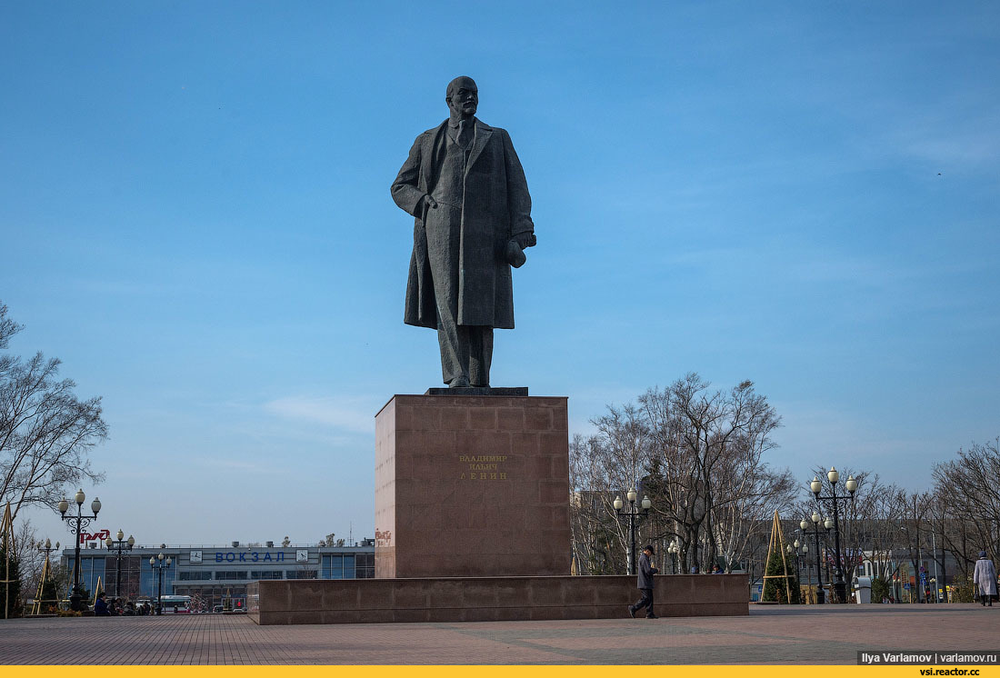 ВЛАДИМИР
ИЛЬИЧ
ЛЕНИН
РЖД
ВОКЗАЛ
Ilya Varlamov | varlamov.ru
vsi.reactor.cc